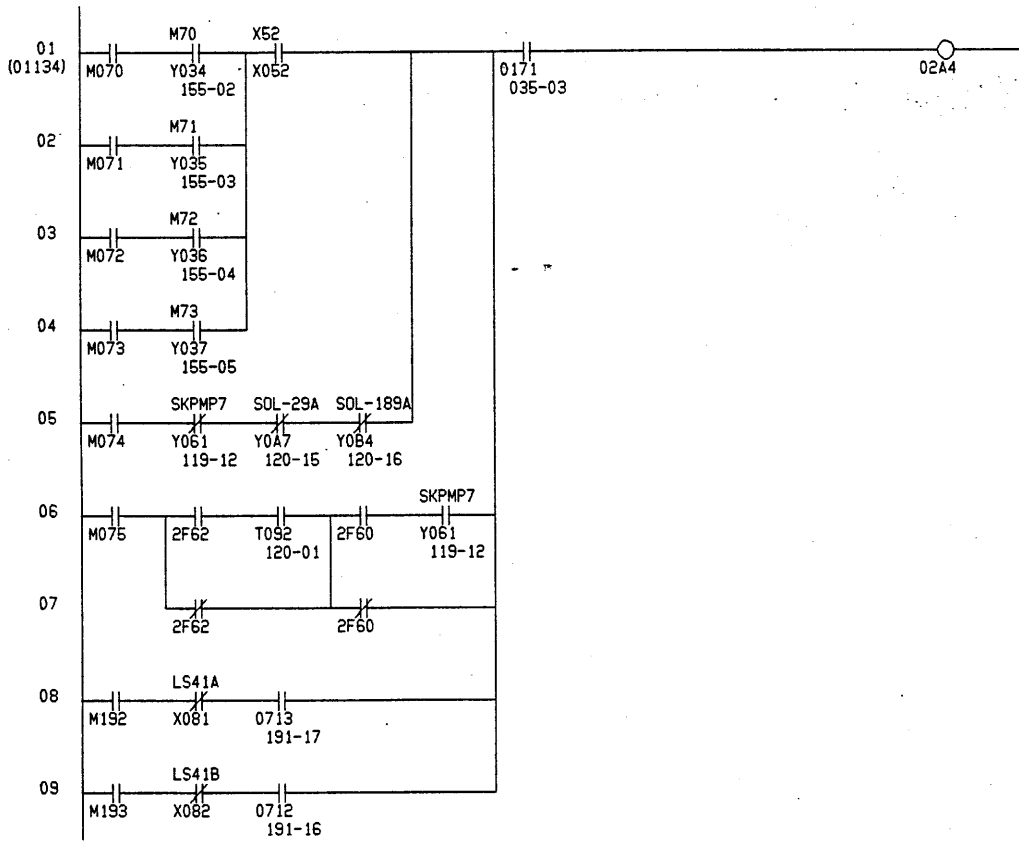 M70 X52
01
(01134) M070 Y034 X052 0171 02A4
155-02 035-03
M71
02
M071 Y035
155-03
M72
03
M072 Y036
155-04
M73
04
M073 Y037
155-05
SKPMP7 SOL-29A SOL-189A
05
M074 Y061 Y0A7 Y0B4
119-12 120-15 120-16
SKPMP7
06
M075 2F62 T092 2F60 Y061
120-01 119-12
07
2F62 2F60
LS41A
08
M192 X081 0713
191-17
LS41B
09
M193 X082 0712
191-16